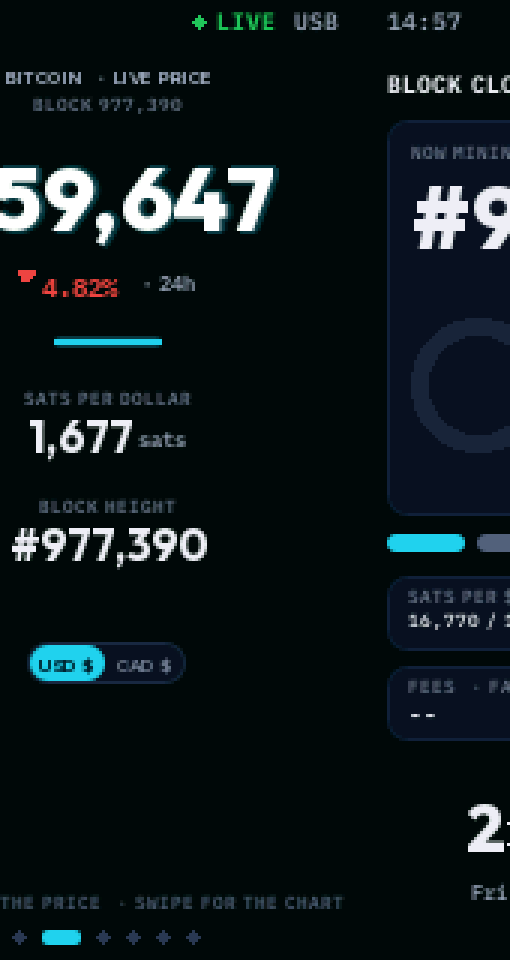 LIVE USB
BITCOIN · LIVE PRICE
BLOCK 977,390
59,647
4.82% · 24h
SATS PER DOLLAR
1,677 sats
BLOCK HEIGHT
#977,390
USD $ CAD $
THE PRICE · SWIPE FOR THE CHART
14:57
BLOCK CLO
NOW MININ
#9
SATS PER S
16,770 / 1
FEES · FA
--
2:
Fri